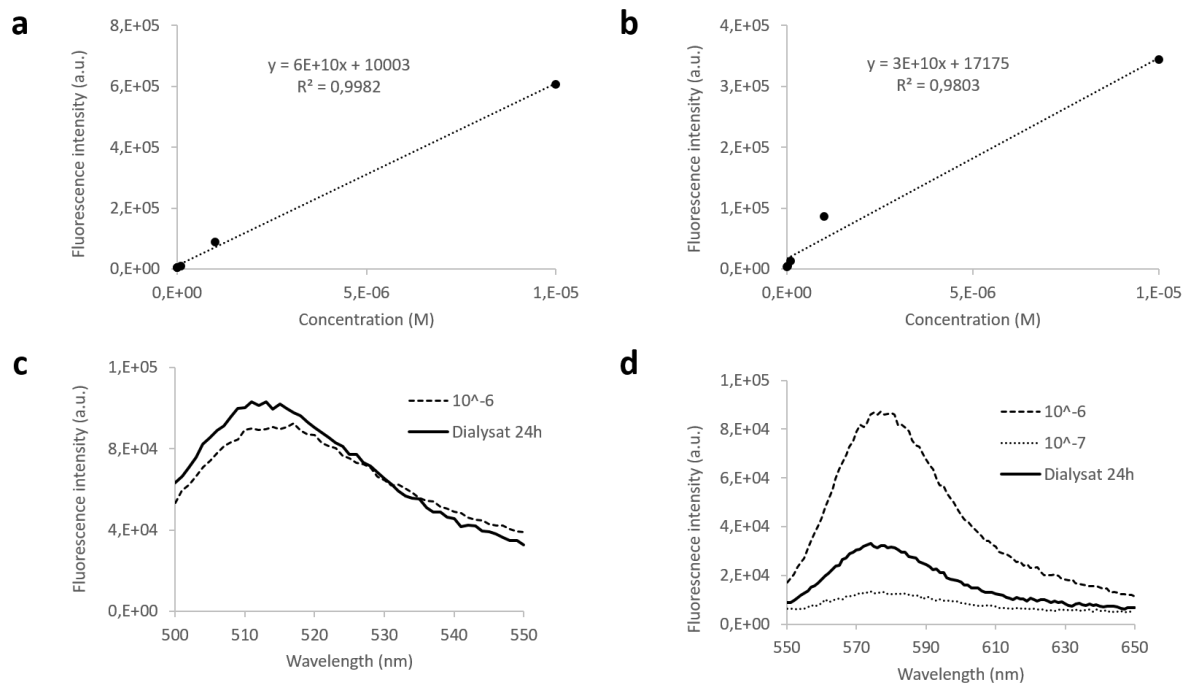 a
8,E+05
6,E+05
4,E+05
2,E+05
0,E+00
Fluorescence intensity (a.u.)
y = 6E+10x + 10003
R² = 0,9982
0,E+00
5,E-06
1,E-05
Concentration (M)
b
4,E+05
3,E+05
2,E+05
1,E+05
0,E+00
Fluorescence intensity (a.u.)
y = 3E+10x + 17175
R² = 0,9803
0,E+00
5,E-06
1,E-05
Concentration (M)
c
1,E+05
8,E+04
4,E+04
0,E+00
Fluorescence intensity (a.u.)
10^-6
Dialysat 24h
500
510
520
530
540
550
Wavelength (nm)
d
1,E+05
8,E+04
6,E+04
4,E+04
2,E+04
0,E+00
Fluorescnece intensity (a.u.)
10^-6
10^-7
Dialysat 24h
550
570
590
610
630
650
Wavelength (nm)